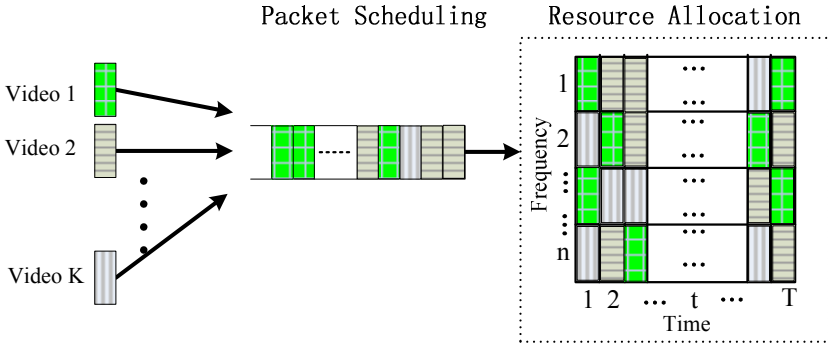 Packet Scheduling
Resource Allocation
Video 1
Video 2
Video K
Frequency
1
2
n
1 2 ... t ... T
Time